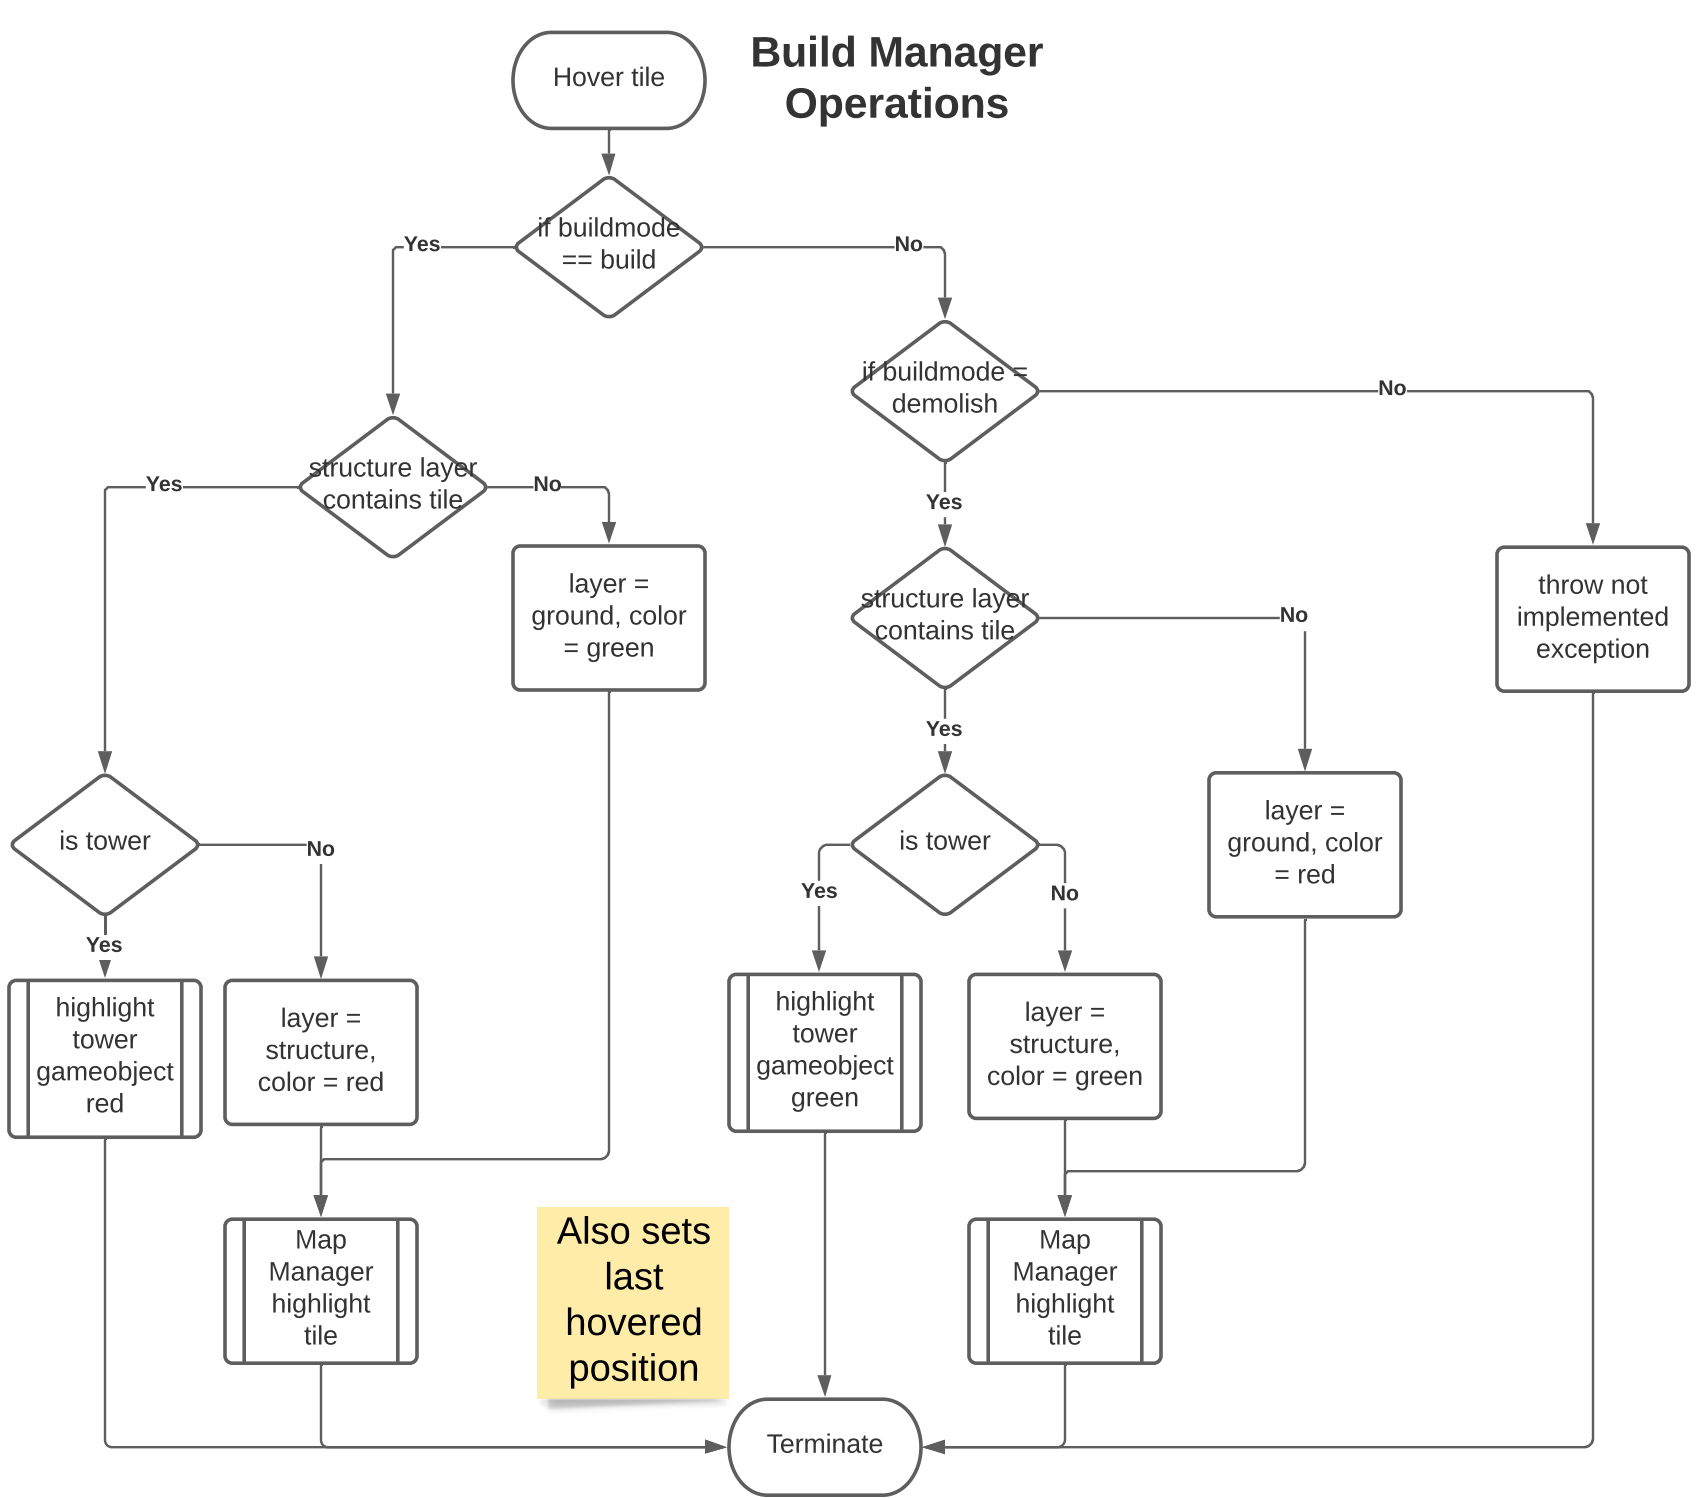 Build Manager
Operations
Hover tile
if buildmode
== build
Yes
No
if buildmode =
demolish
No
structure layer
contains tile
Yes
No
Yes
layer =
ground, color
= green
structure layer
contains tile
No
throw not
implemented
exception
Yes
is tower
No
Yes
is tower
Yes
No
layer =
ground, color
= red
highlight
tower
gameobject
red
layer =
structure,
color = red
highlight
tower
gameobject
green
layer =
structure,
color = green
Map
Manager
highlight
tile
Also sets
last
hovered
position
Map
Manager
highlight
tile
Terminate